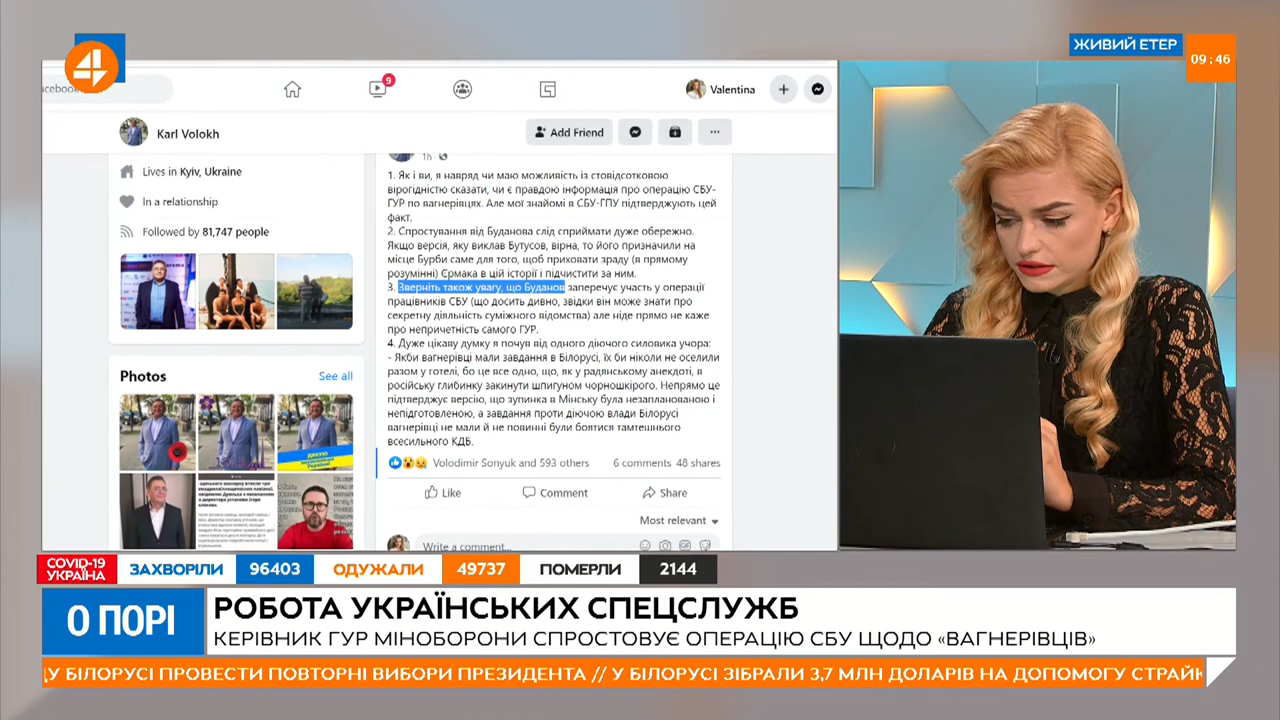 4
ЖИВИЙ ЕТЕР
09:46
acebook
9
Valentina
Karl Volokh
Add Friend
Lives in Kyiv, Ukraine
In a relationship
Followed by 81,747 people
Photos
See all
1h
1. Як і ви, я навряд чи маю можливість із стовідсотковою
вірогідністю сказати, чи є правдою інформація про операцію СБУ-
ГУР по вагнерівцях. Але мої знайомі в СБУ-ГПУ підтверджують цей
факт.
2. Спростування від Буданова слід сприймати дуже обережно.
Якщо версія, яку виклав Бутусов, вірна, то його призначили на
місце Бурби саме для того, щоб приховати зраду (в прямому
розумінні) Єрмака в цій історії і підчистити за ним.
3. Зверніть також увагу, що Буданов заперечує участь у операції
працівників СБУ (що досить дивно, звідки він може знати про
секретну діяльність суміжного відомства) але ніде прямо не каже
про непричетність самого ГУР.
4. Дуже цікаву думку я почув від одного діючого силовика учора:
- Якби вагнерівці мали завдання в Білорусі, їх би ніколи не оселили
разом у готелі, бо це все одно, що, як у радянському анекдоті, в
російську глибинку закинути шпигуном чорношкірого. Непрямо це
підтверджує версію, що зупинка в Мінську була незапланованою і
непідготовленою, а завдання проти діючою влади Білорусі
вагнерівці не мали й не повинні були боятися тамтешнього
всесильного КДБ.
Volodimir Sonyuk and 593 others
6 comments 48 shares
Like
Comment
Share
Most relevant
Write a comment...
COVID-19
УКРАЇНА
ЗАХВОРІЛИ
96403
ОДУЖАЛИ
49737
ПОМЕРЛИ
2144
О ПОРІ
РОБОТА УКРАЇНСЬКИХ СПЕЦСЛУЖБ
КЕРІВНИК ГУР МІНОБОРОНИ СПРОСТОВУЄ ОПЕРАЦІЮ СБУ ЩОДО «ВАГНЕРІВЦІВ»
У БІЛОРУСІ ПРОВЕСТИ ПОВТОРНІ ВИБОРИ ПРЕЗИДЕНТА // У БІЛОРУСІ ЗІБРАЛИ 3,7 МЛН ДОЛАРІВ НА ДОПОМОГУ СТРАЙК